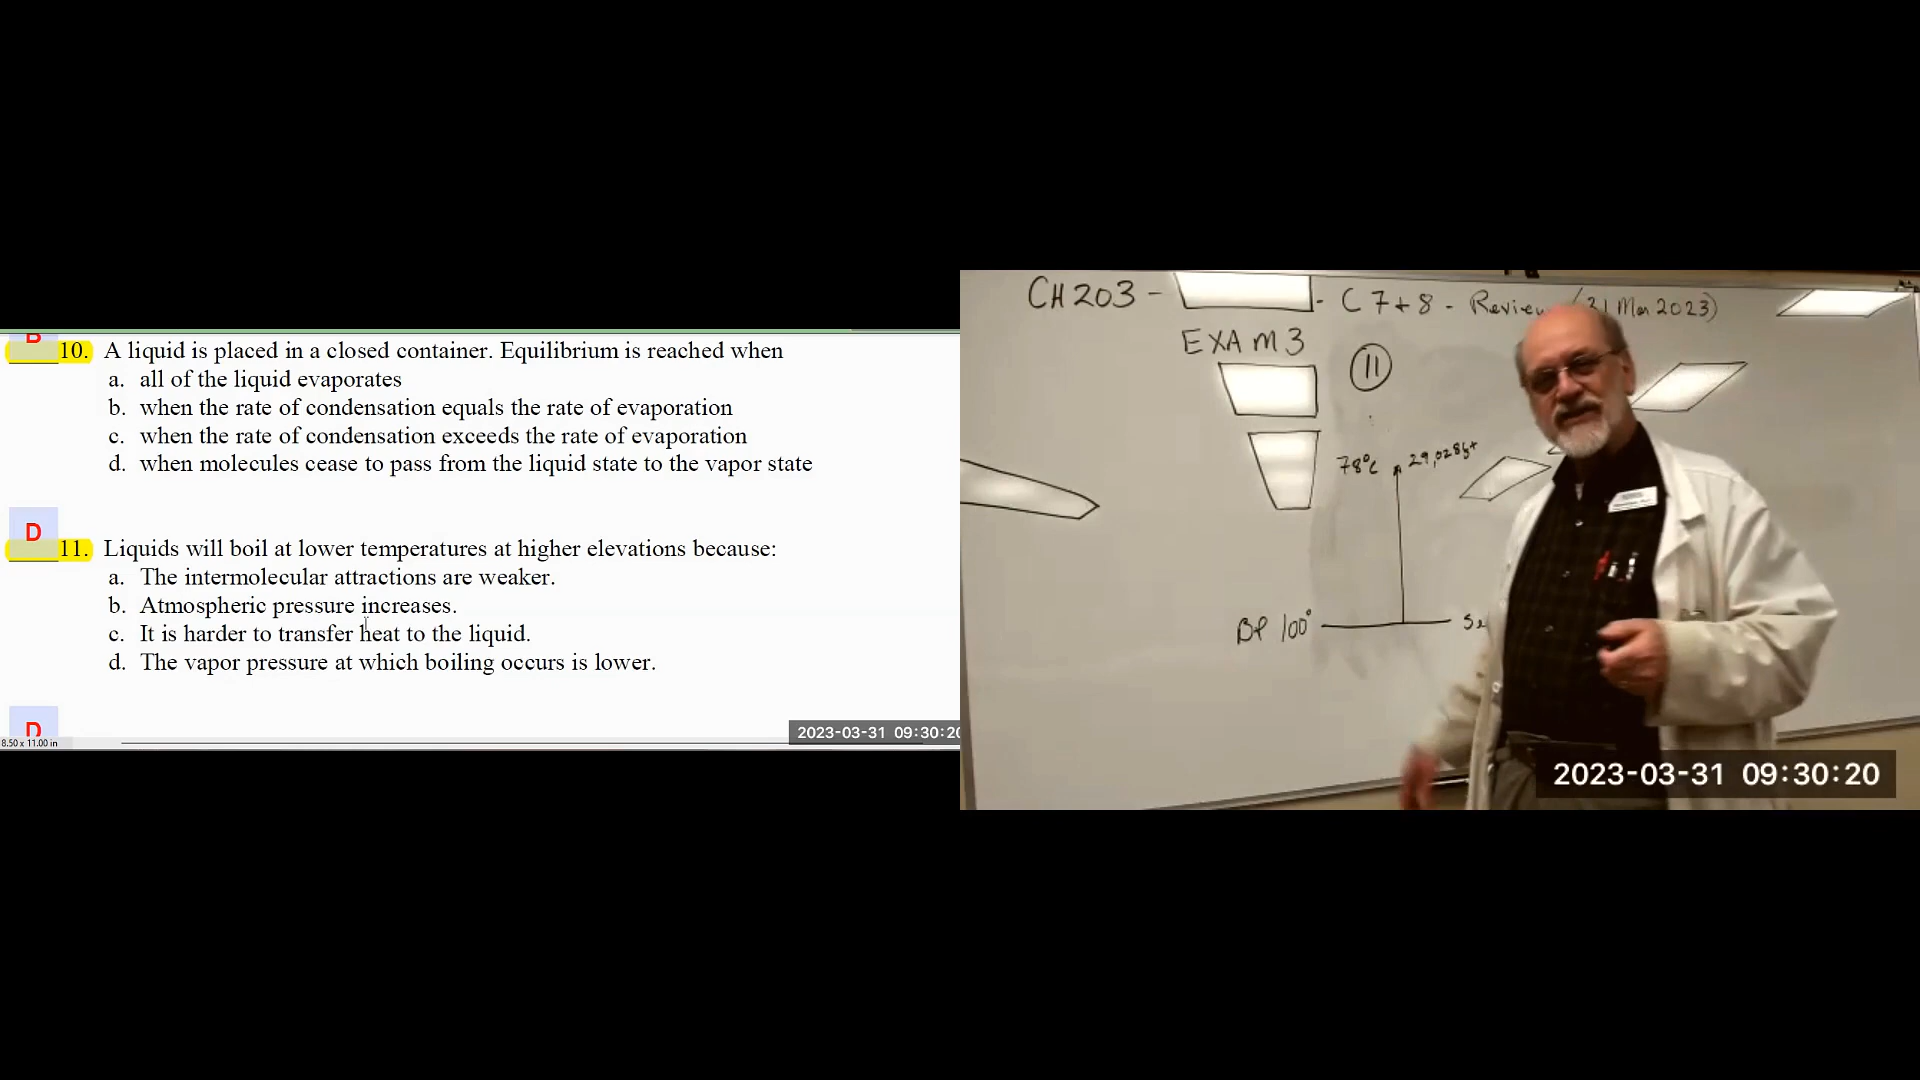 B
10. A liquid is placed in a closed container. Equilibrium is reached when
a. all of the liquid evaporates
b. when the rate of condensation equals the rate of evaporation
c. when the rate of condensation exceeds the rate of evaporation
d. when molecules cease to pass from the liquid state to the vapor state
D
11. Liquids will boil at lower temperatures at higher elevations because:
a. The intermolecular attractions are weaker.
b. Atmospheric pressure increases.
c. It is harder to transfer heat to the liquid.
d. The vapor pressure at which boiling occurs is lower.
D
8.50 x 11.00 in
2023-03-31 09:30:20
CH203 - - C 7+8 - Review (31 Mar 2023)
EXAM 3
11
78°C 29,028ft
BP 100°
2023-03-31 09:30:20